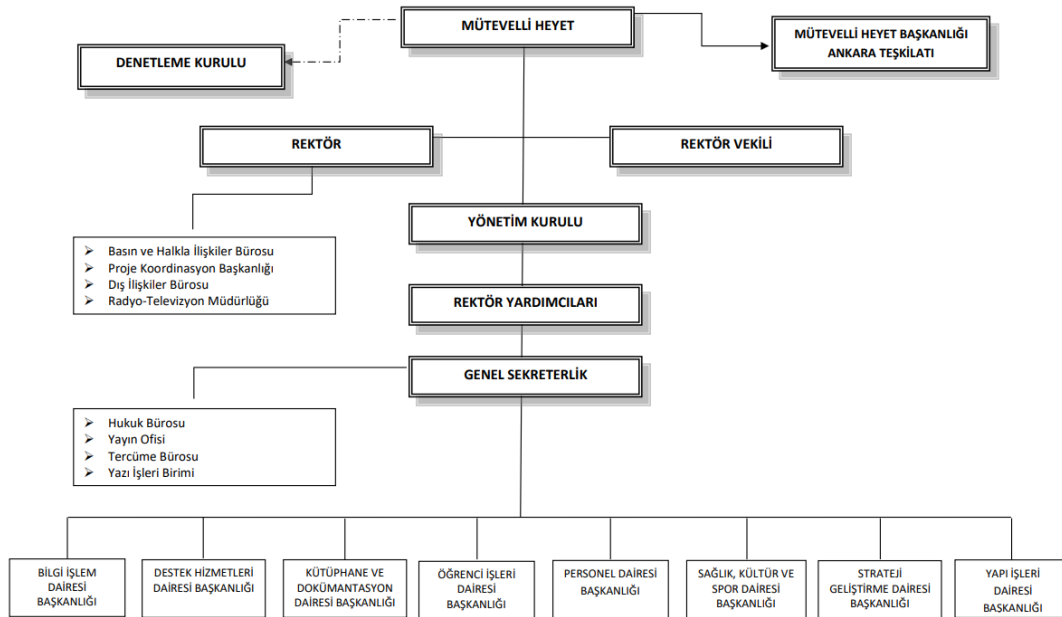 MÜTEVELLİ HEYET
MÜTEVELLİ HEYET BAŞKANLIĞI
ANKARA TEŞKİLATI
DENETLEME KURULU
REKTÖR
REKTÖR VEKİLİ
YÖNETİM KURULU
Basın ve Halkla İlişkiler Bürosu
Proje Koordinasyon Başkanlığı
Dış İlişkiler Bürosu
Radyo-Televizyon Müdürlüğü
REKTÖR YARDIMCILARI
GENEL SEKRETERLİK
Hukuk Bürosu
Yayın Ofisi
Tercüme Bürosu
Yazı İşleri Birimi
BİLGİ İŞLEM
DAİRESİ
BAŞKANLIĞI
DESTEK HİZMETLERİ
DAİRESİ BAŞKANLIĞI
KÜTÜPHANE VE
DOKÜMANTASYON
DAİRESİ BAŞKANLIĞI
ÖĞRENCİ İŞLERİ
DAİRESİ
BAŞKANLIĞI
PERSONEL DAİRESİ
BAŞKANLIĞI
SAĞLIK, KÜLTÜR VE
SPOR DAİRESİ
BAŞKANLIĞI
STRATEJİ
GELİŞTİRME DAİRESİ
BAŞKANLIĞI
YAPI İŞLERİ
DAİRESİ
BAŞKANLIĞI